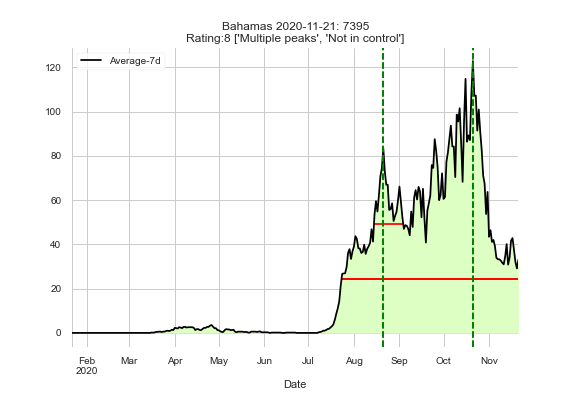 Bahamas 2020-11-21: 7395
Rating:8 ['Multiple peaks', 'Not in control']
Average-7d
120
100
80
60
40
20
0
Feb Mar Apr May Jun Jul Aug Sep Oct Nov
2020
Date